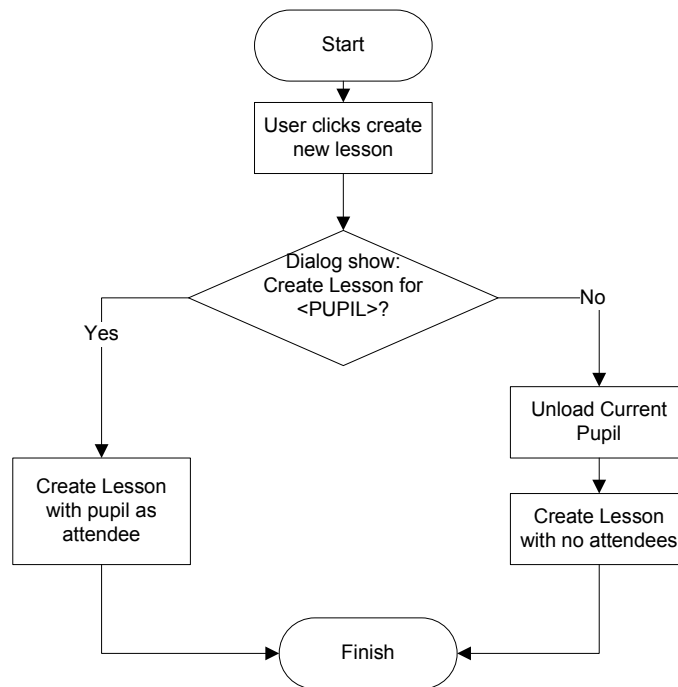 Start
User clicks create
new lesson
Dialog show:
Create Lesson for
<PUPIL>?
Yes
No
Unload Current
Pupil
Create Lesson
with pupil as
attendee
Create Lesson
with no attendees
Finish